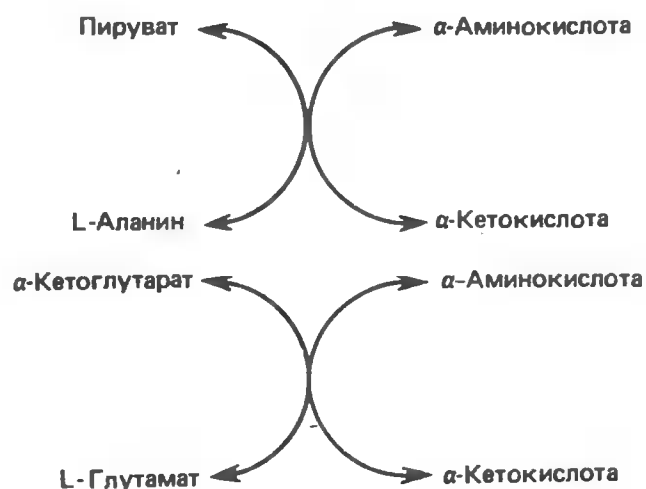 Пируват α-Аминокислота
L-Аланин α-Кетокислота
α-Кетоглутарат α-Аминокислота
L-Глутамат α-Кетокислота